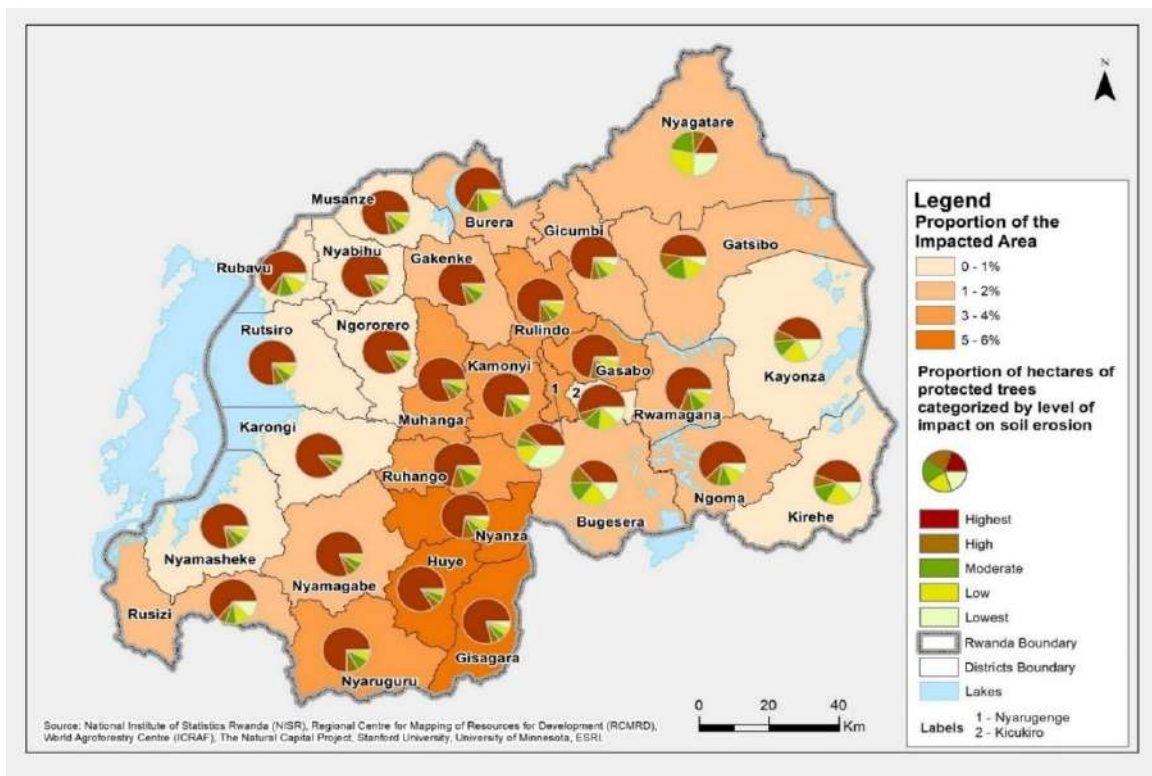 N
Nyagatare
Musanze
Burera
Gicumbi
Gatsibo
Rubavu
Nyabihu
Gakenke
Rulindo
Rutsiro
Ngororero
Kamonyi
Gasabo
Kayonza
1
2
Muhanga
Rwamagana
Karongi
Ruhango
Ngoma
Kirehe
Bugesera
Nyanza
Nyamasheke
Huye
Nyamagabe
Rusizi
Gisagara
Nyaruguru
Legend
Proportion of the
Impacted Area
0 - 1%
1 - 2%
3 - 4%
5 - 6%
Proportion of hectares of
protected trees
categorized by level of
impact on soil erosion
Highest
High
Moderate
Low
Lowest
Rwanda Boundary
Districts Boundary
Lakes
Labels
1 - Nyarugenge
2 - Kicukiro
0 20 40
Km
Source: National Institute of Statistics Rwanda (NISR), Regional Centre for Mapping of Resources for Development (RCMRD),
World Agroforestry Centre (ICRAF), The Natural Capital Project, Stanford University, University of Minnesota, ESRI.